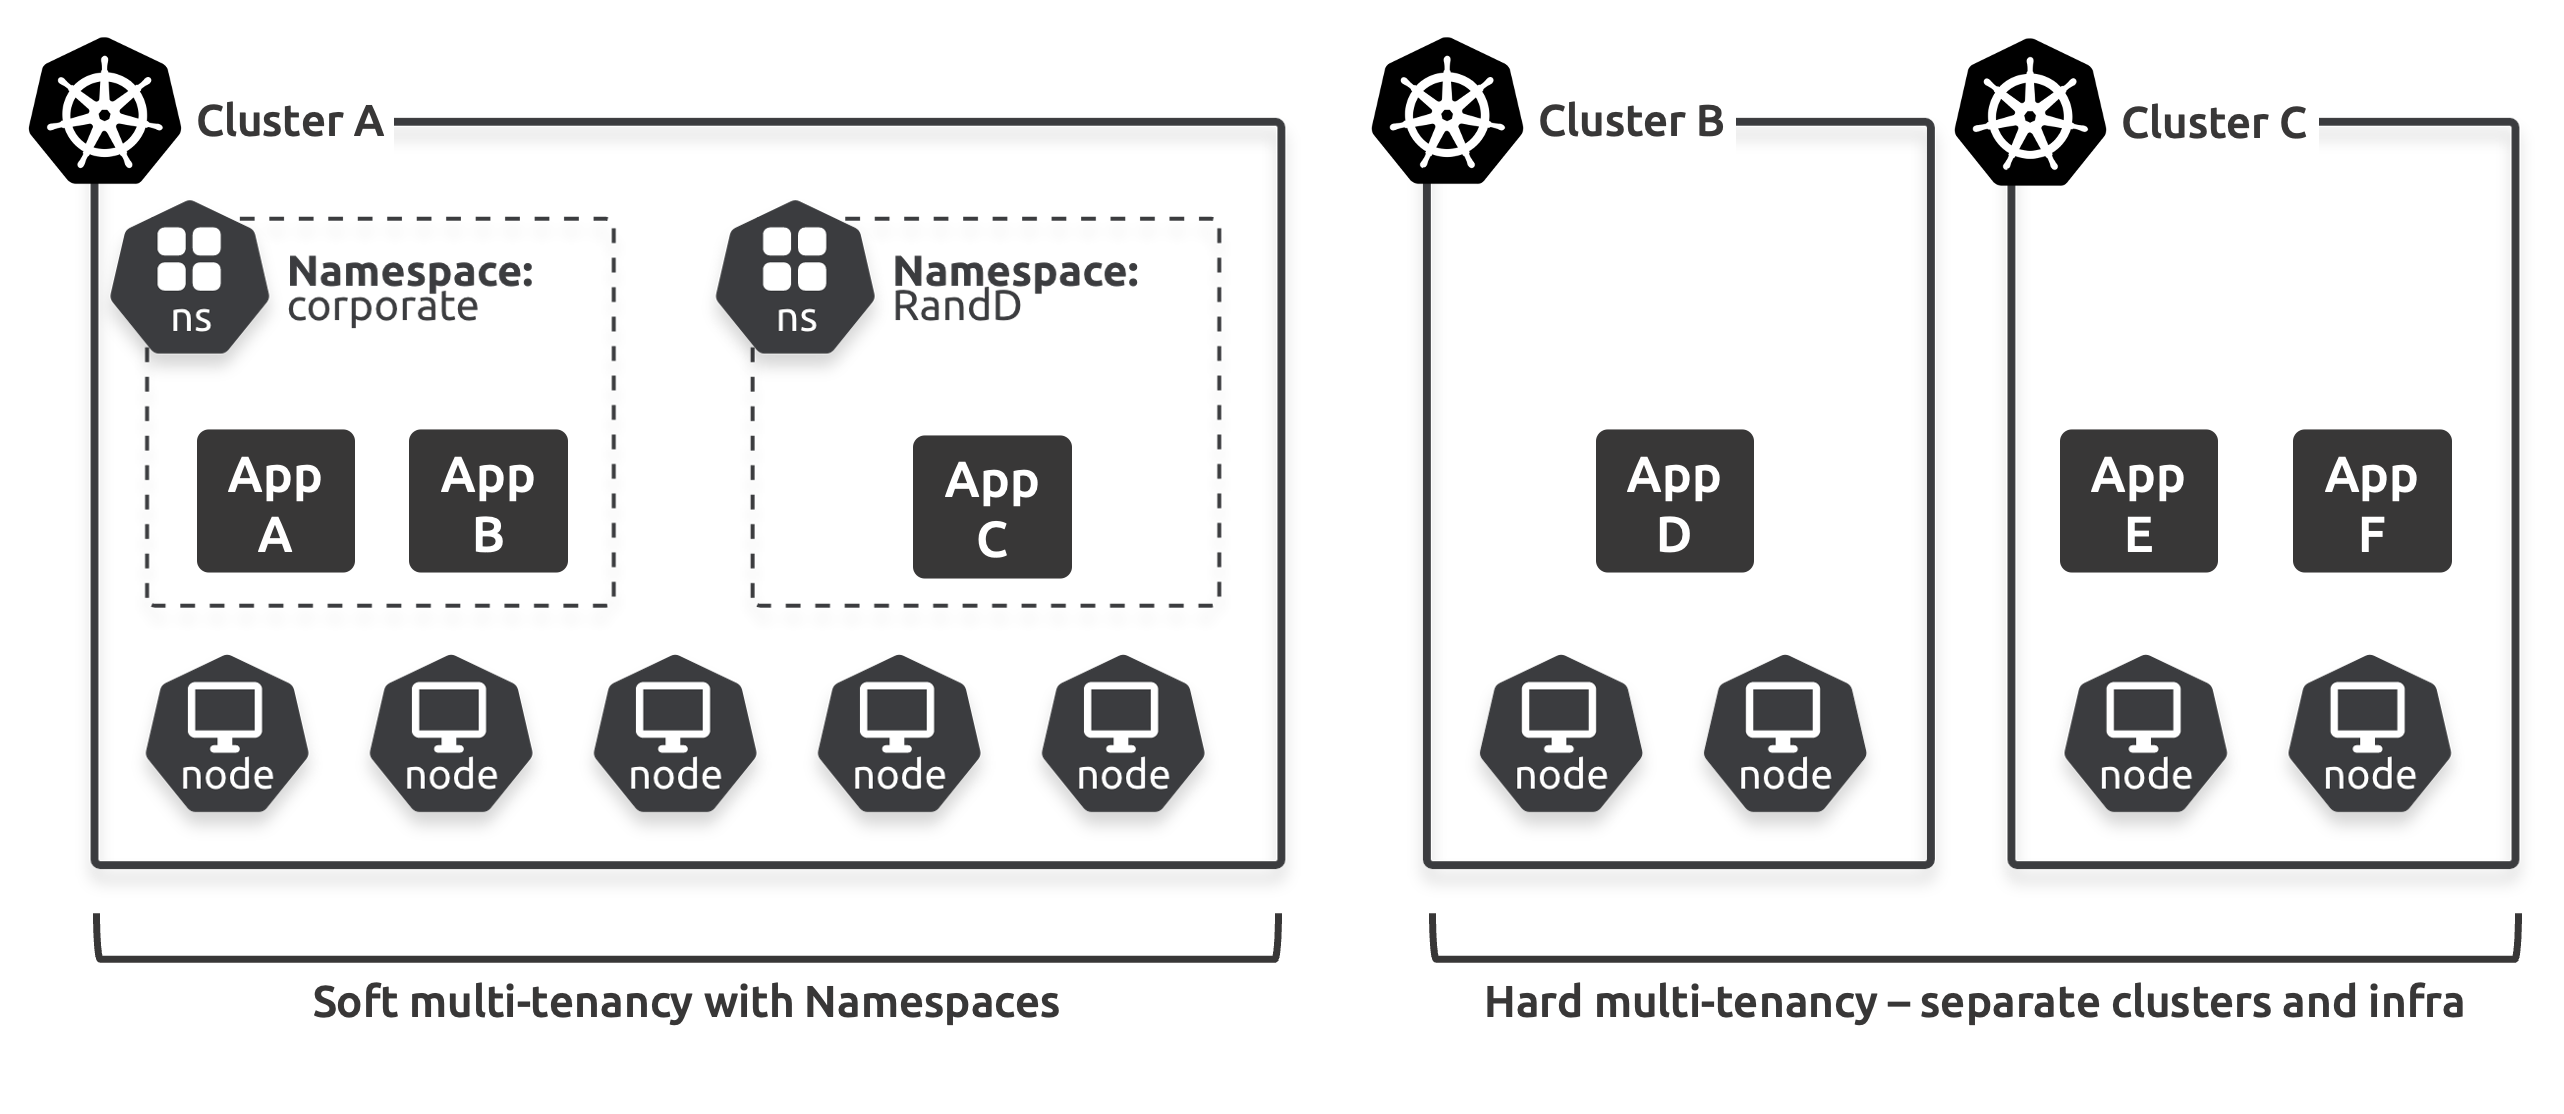 Cluster A
Cluster B
Cluster C
ns
Namespace:
corporate
ns
Namespace:
RandD
App
A
App
B
App
C
App
D
App
E
App
F
node
node
node
node
node
node
node
node
node
Soft multi-tenancy with Namespaces
Hard multi-tenancy – separate clusters and infra